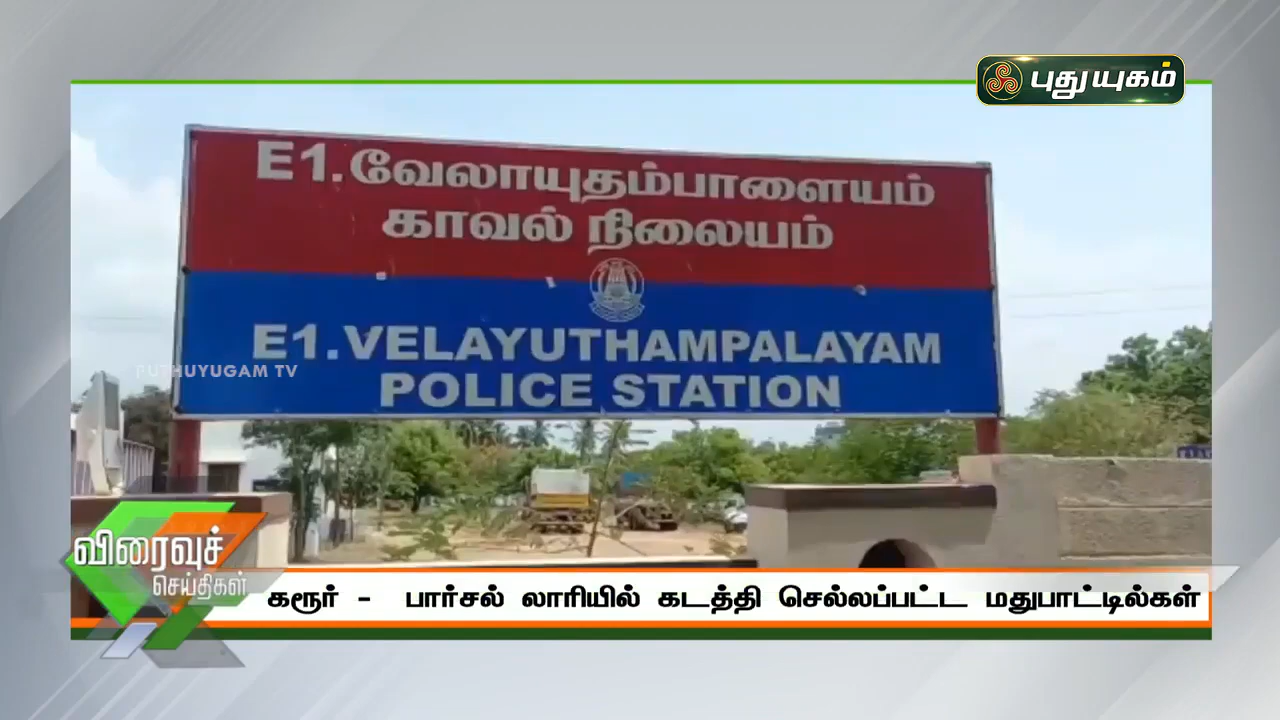 புதுயுகம்
E1.வேலாயுதம்பாளையம்
காவல் நிலையம்
E1.VELAYUTHAMPALAYAM
POLICE STATION
PUTHUYUGAM TV
விரைவுச்
செய்திகள்
கரூர் - பார்சல் லாரியில் கடத்தி செல்லப்பட்ட மதுபாட்டில்கள்